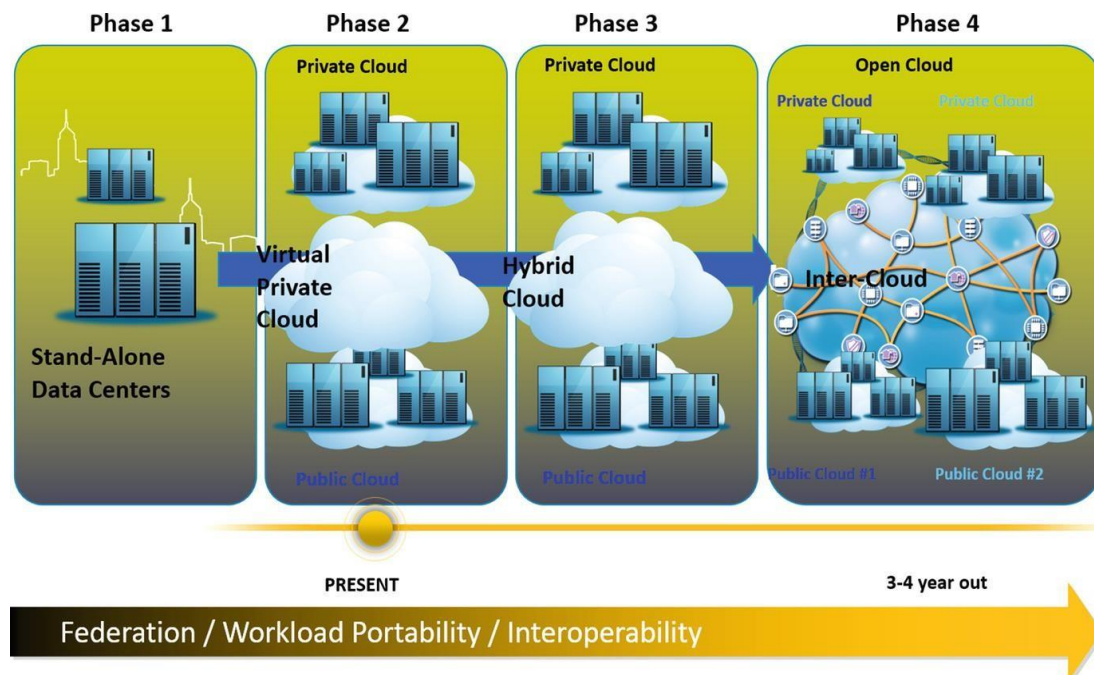 Phase 1
Phase 2
Phase 3
Phase 4
Private Cloud
Private Cloud
Open Cloud
Private Cloud
Private Cloud
Virtual
Private
Cloud
Hybrid
Cloud
Inter-Cloud
Stand-Alone
Data Centers
Public Cloud
Public Cloud
Public Cloud #1
Public Cloud #2
PRESENT
3-4 year out
Federation / Workload Portability / Interoperability